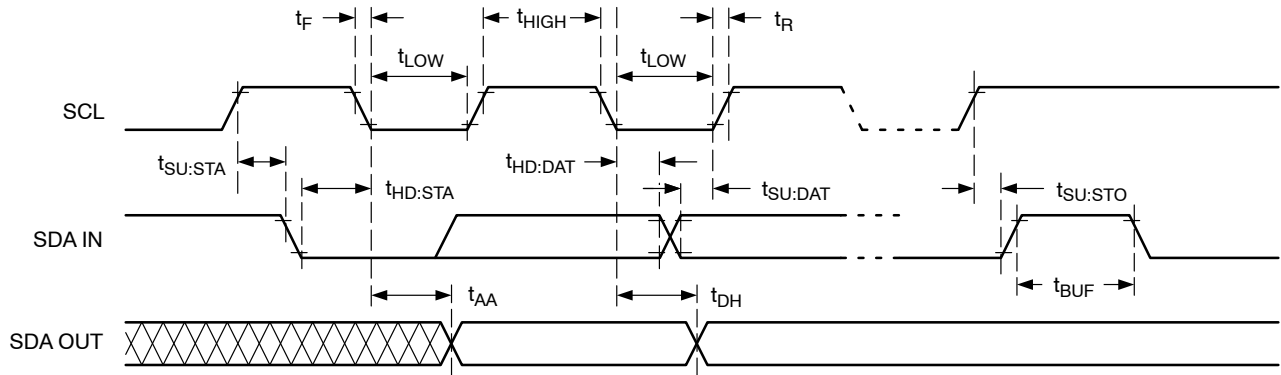 tF
tHIGH
tR
tLOW
tLOW
SCL
tSU:STA
tHD:STA
tHD:DAT
tSU:DAT
tSU:STO
SDA IN
tBUF
tAA
tDH
SDA OUT